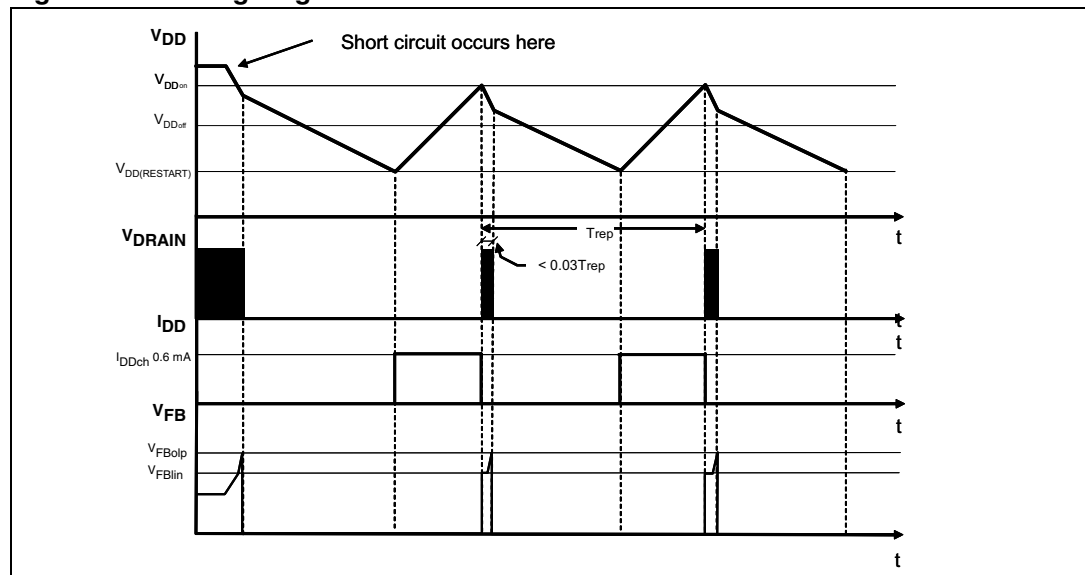 VDD
Short circuit occurs here
VDDon
VDDoff
VDD(RESTART)
t
VDRAIN
Trep
< 0.03Trep
IDD
t
t
IDDch 0.6 mA
VFB
t
VFBolp
VFBlin
t